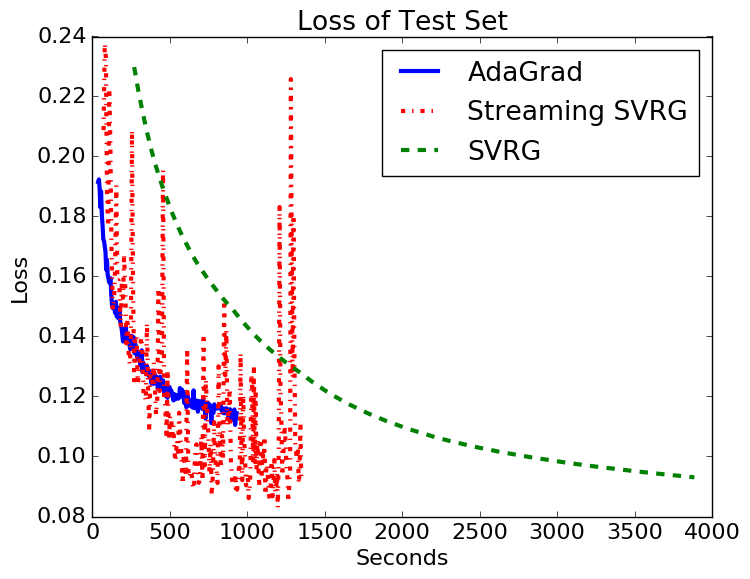 Loss of Test Set
0.24
0.22
0.20
0.18
0.16
0.14
0.12
0.10
0.08
Loss
AdaGrad
Streaming SVRG
SVRG
0 500 1000 1500 2000 2500 3000 3500 4000
Seconds